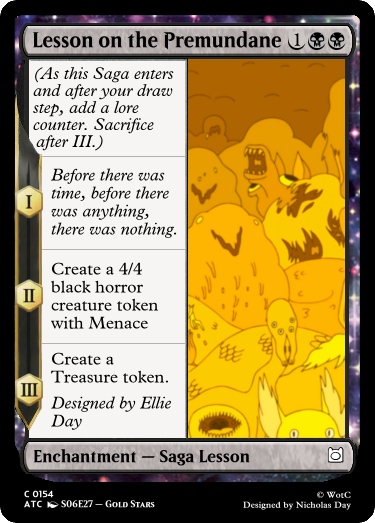 Lesson on the Premundane 1
(As this Saga enters
and after your draw
step, add a lore
counter. Sacrifice
after III.)
I
Before there was
time, before there
was anything,
there was nothing.
II
Create a 4/4
black horror
creature token
with Menace
III
Create a
Treasure token.
Designed by Ellie
Day
Enchantment — Saga Lesson
C 0154
ATC S06E27 – Gold Stars
© WotC
Designed by Nicholas Day